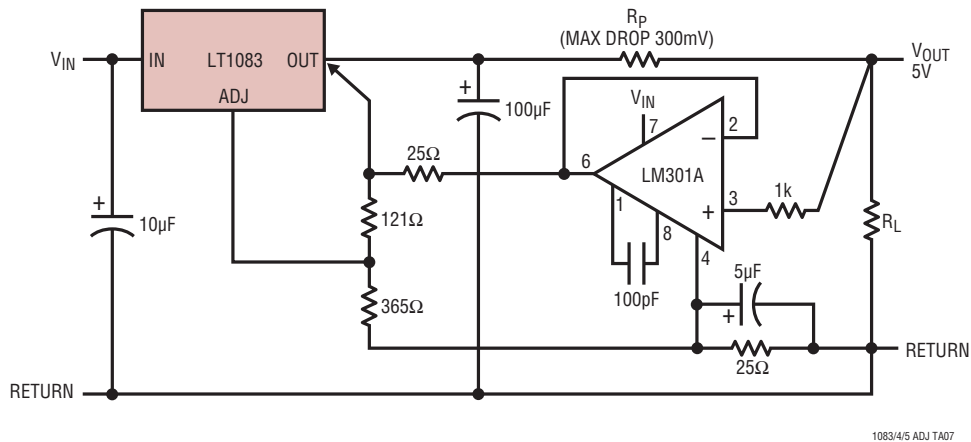 R_P
(MAX DROP 300mV)
V_IN
IN
LT1083
OUT
ADJ
V_OUT
5V
+
100µF
V_IN
7
2
–
6
LM301A
25Ω
3
+
1k
1
8
4
R_L
121Ω
+
10µF
100pF
5µF
+
365Ω
25Ω
RETURN
RETURN
1083/4/5 ADJ TA07